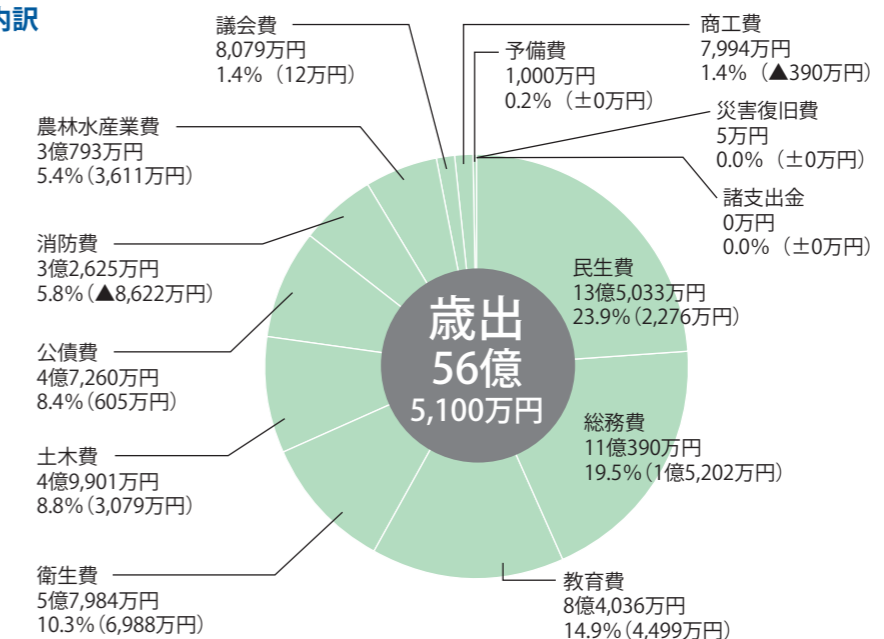 内訳
議会費
8,079万円
1.4%（12万円）
農林水産業費
3億793万円
5.4%（3,611万円）
消防費
3億2,625万円
5.8%（▲8,622万円）
公債費
4億7,260万円
8.4%（605万円）
土木費
4億9,901万円
8.8%（3,079万円）
衛生費
5億7,984万円
10.3%（6,988万円）
予備費
1,000万円
0.2%（±0万円）
商工費
7,994万円
1.4%（▲390万円）
災害復旧費
5万円
0.0%（±0万円）
諸支出金
0万円
0.0%（±0万円）
民生費
13億5,033万円
23.9%（2,276万円）
歳出
56億
5,100万円
総務費
11億390万円
19.5%（1億5,202万円）
教育費
8億4,036万円
14.9%（4,499万円）